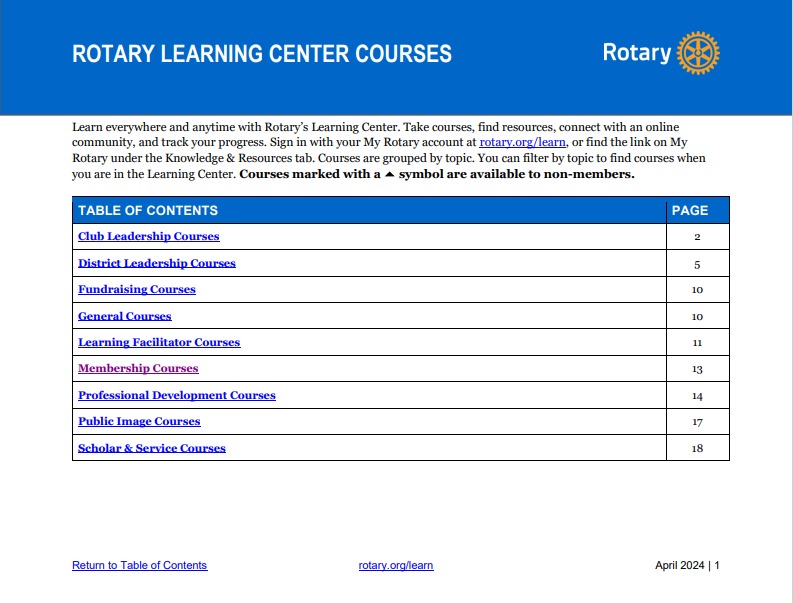 ROTARY LEARNING CENTER COURSES
Rotary
Learn everywhere and anytime with Rotary’s Learning Center. Take courses, find resources, connect with an online
community, and track your progress. Sign in with your My Rotary account at rotary.org/learn, or find the link on My
Rotary under the Knowledge & Resources tab. Courses are grouped by topic. You can filter by topic to find courses when
you are in the Learning Center. Courses marked with a ▲ symbol are available to non-members.
TABLE OF CONTENTS PAGE
Club Leadership Courses 2
District Leadership Courses 5
Fundraising Courses 10
General Courses 10
Learning Facilitator Courses 11
Membership Courses 13
Professional Development Courses 14
Public Image Courses 17
Scholar & Service Courses 18
Return to Table of Contents rotary.org/learn April 2024 | 1